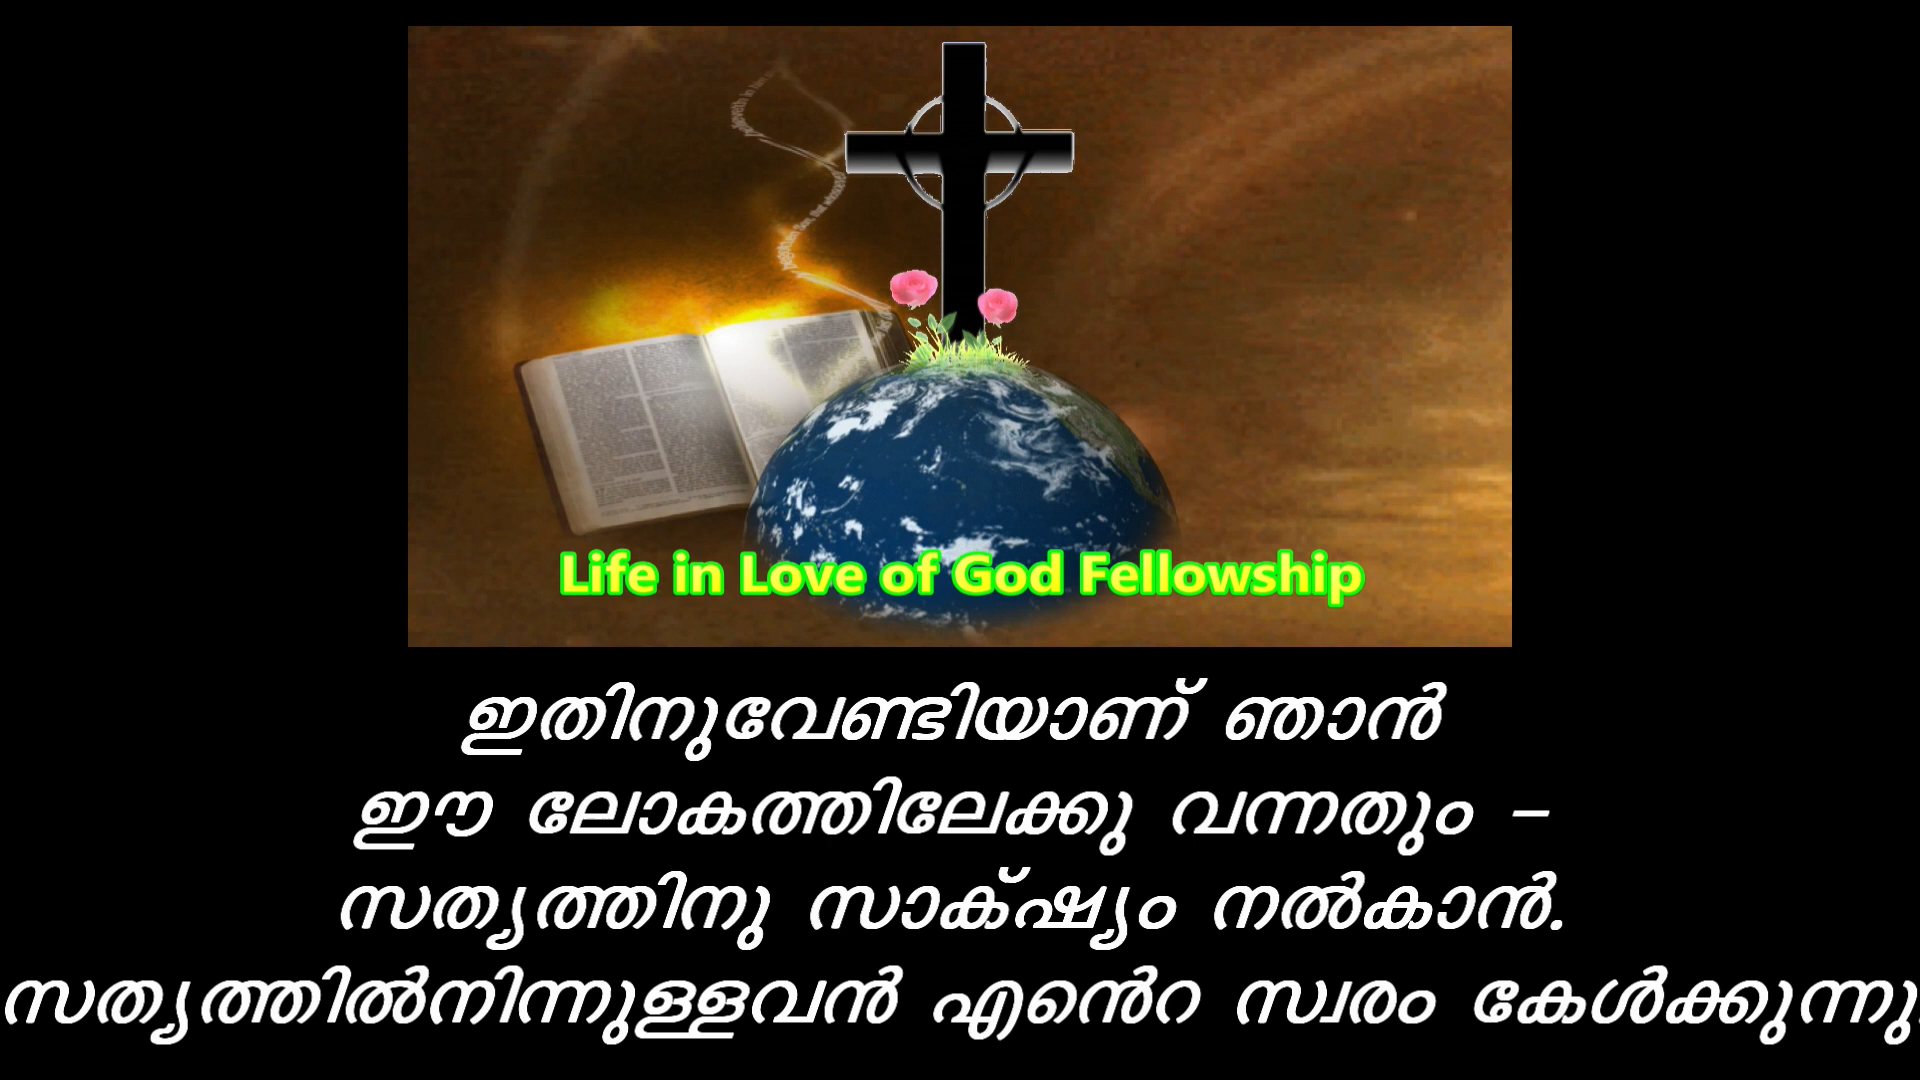 Life in Love of God Fellowship
ഇതിനുവേണ്ടിയാണ് ഞാൻ
ഈ ലോകത്തിലേക്കു വന്നതും –
സത്യത്തിനു സാക്ഷ്യം നൽകാൻ.
സത്യത്തിൽനിന്നുള്ളവൻ എൻെറ സ്വരം കേൾക്കുന്നു.